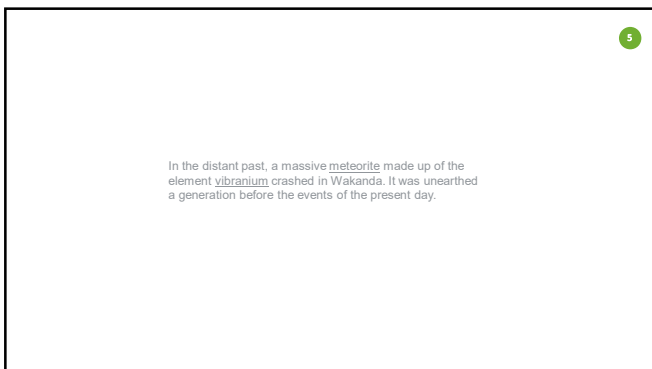 5
In the distant past, a massive meteorite made up of the
element vibranium crashed in Wakanda. It was unearthed
a generation before the events of the present day.